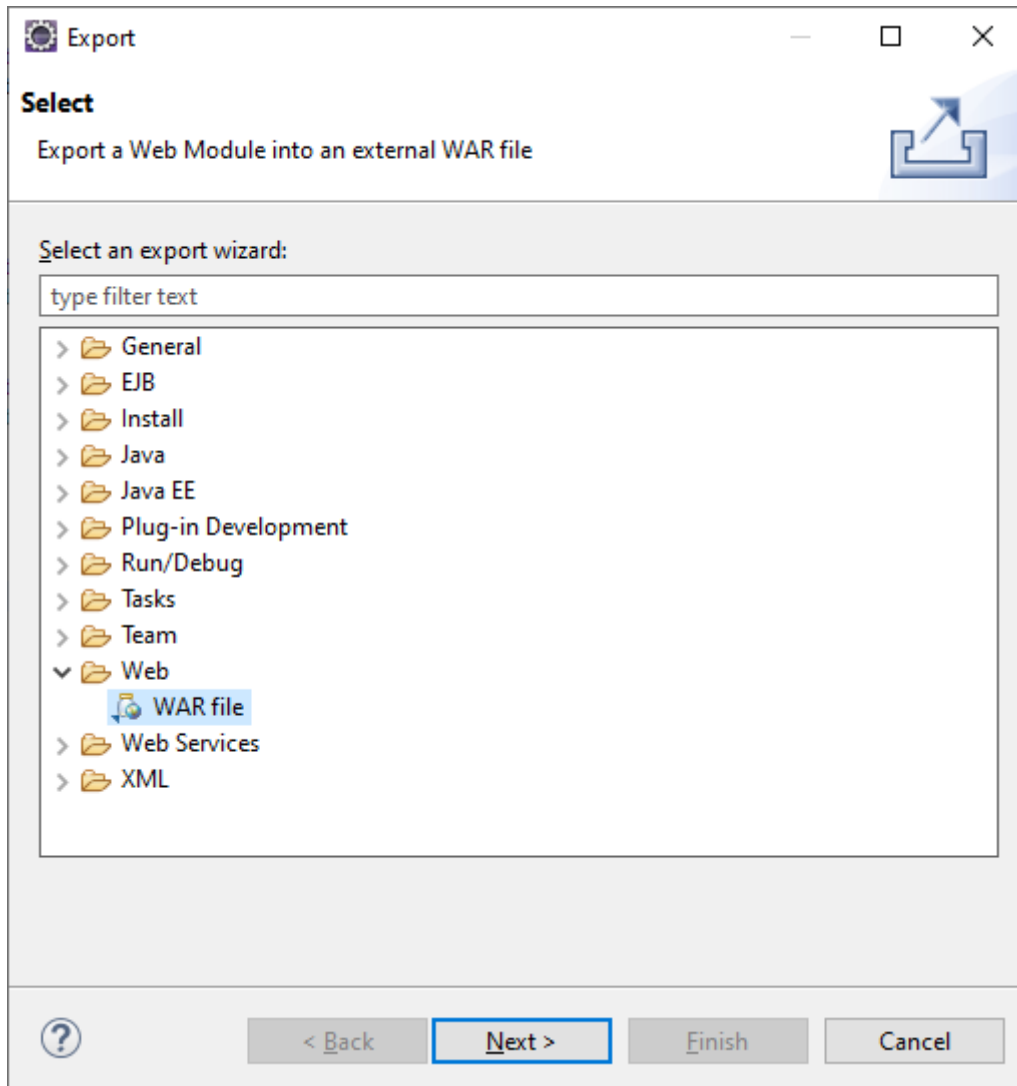 Export
Select
Export a Web Module into an external WAR file
Select an export wizard:
type filter text
General
EJB
Install
Java
Java EE
Plug-in Development
Run/Debug
Tasks
Team
Web
WAR file
Web Services
XML
?
< Back Next > Finish Cancel